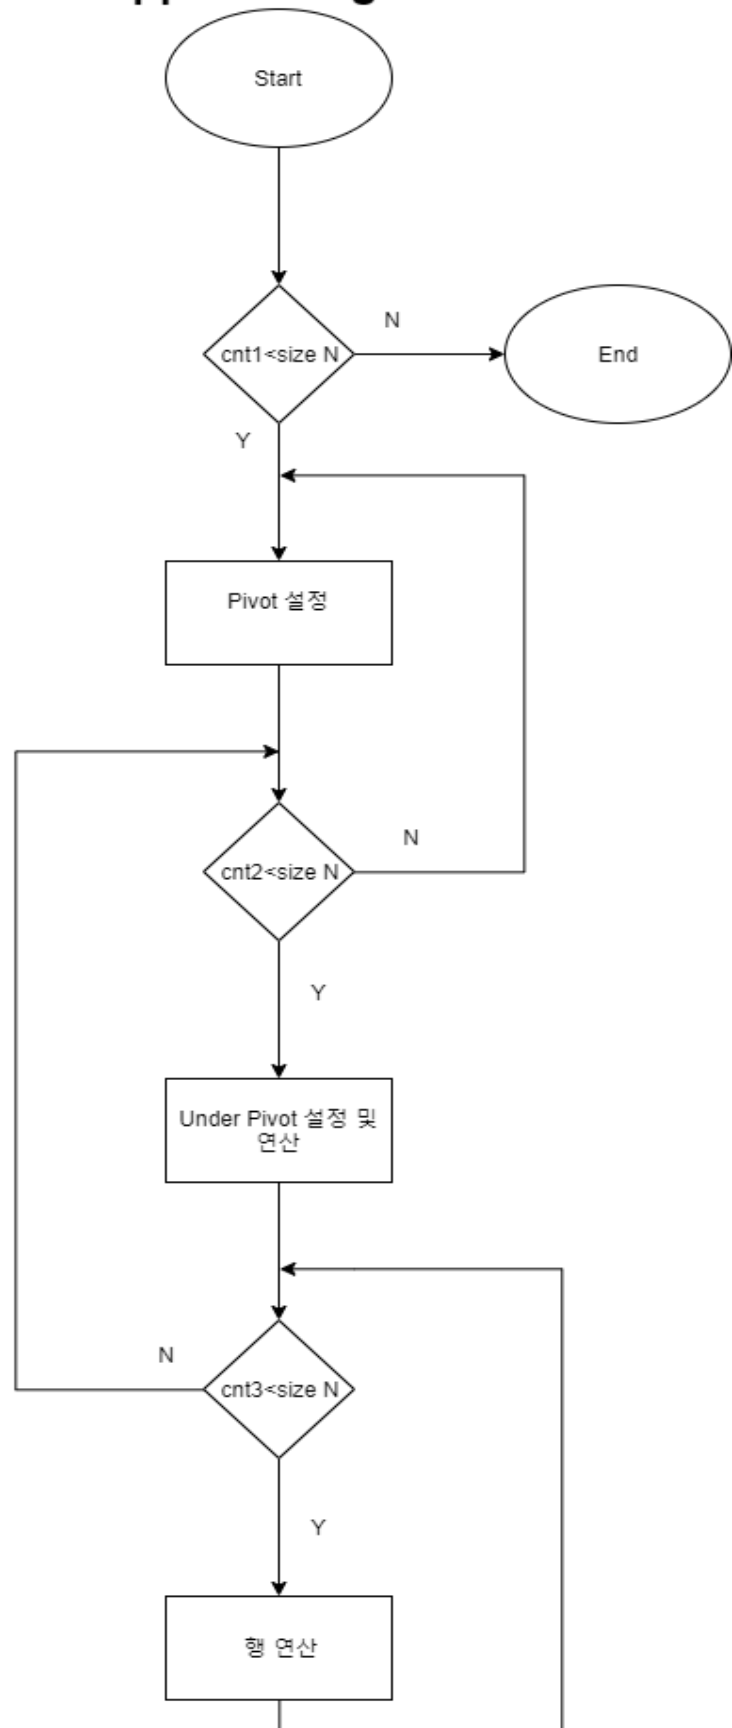 Start
cnt1<size N
N
End
Y
Pivot 설정
cnt2<size N
N
Y
Under Pivot 설정 및
연산
cnt3<size N
N
Y
행 연산